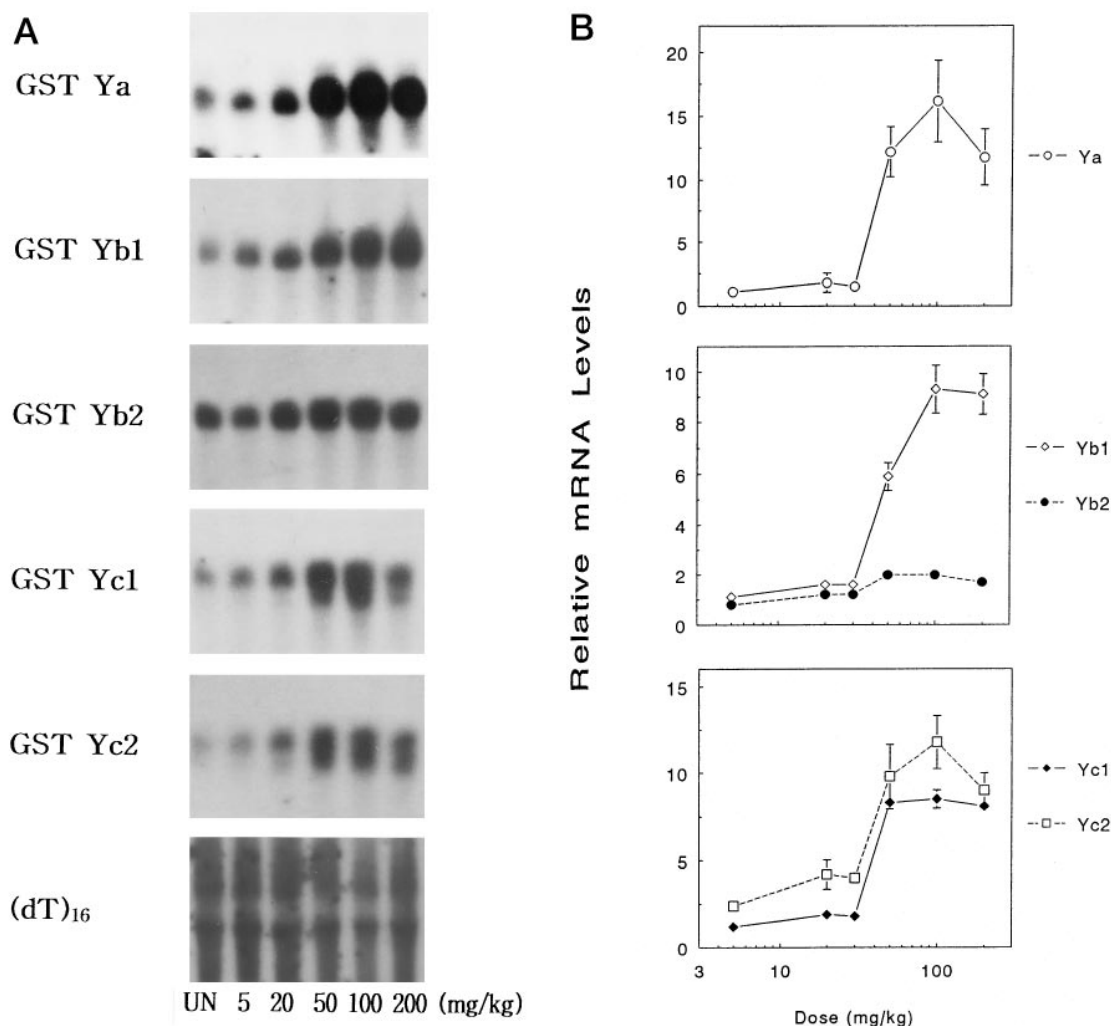 A
GST Ya
GST Yb1
GST Yb2
GST Yc1
GST Yc2
(dT)16
UN 5 20 50 100 200 (mg/kg)
B
Relative mRNA Levels
20
15
10
5
0
Ya
10
8
6
4
2
0
Yb1
Yb2
15
10
5
0
Yc1
Yc2
3 10 100
Dose (mg/kg)